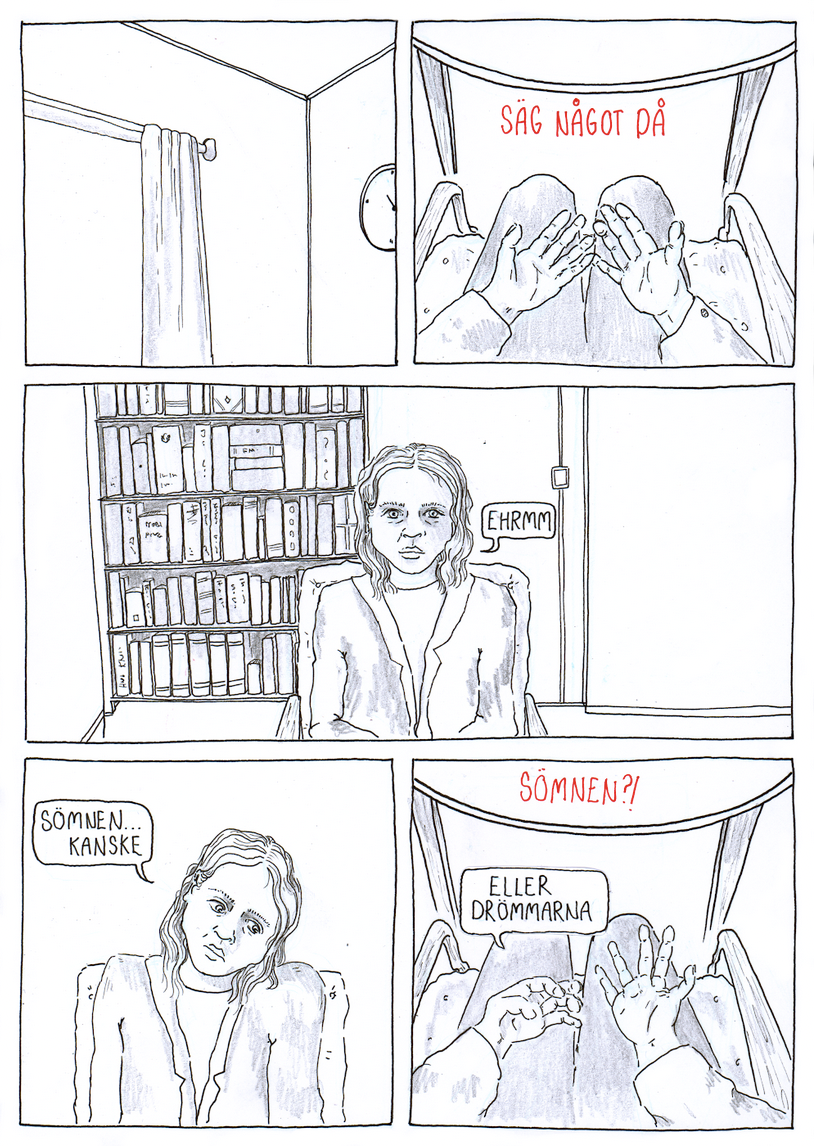 SÄG NÅGOT DÅ
EHRMM
SÖMNEN...
KANSKE
SÖMNEN?!
ELLER
DRÖMMARNA